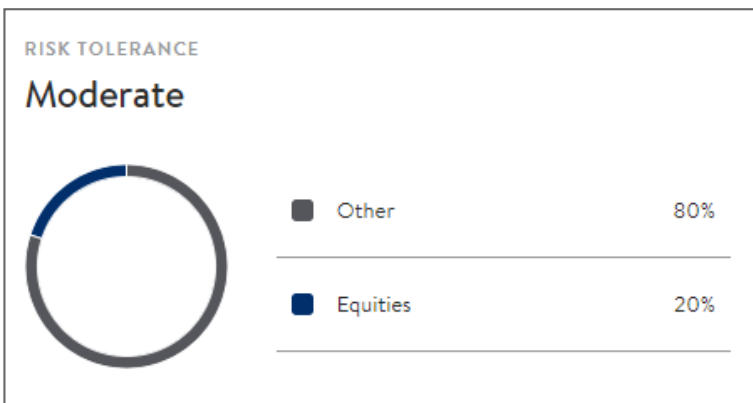 RISK TOLERANCE
Moderate
Other 80%
Equities 20%